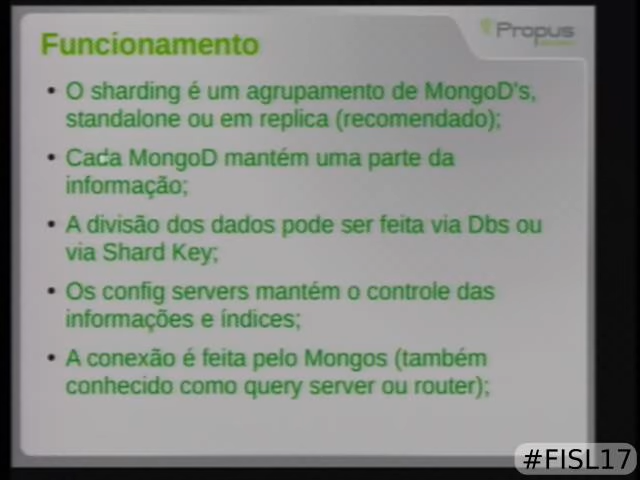 Funcionamento
Propus
• O sharding é um agrupamento de MongoD's,
standalone ou em replica (recomendado);
• Cada MongoD mantém uma parte da
informação;
• A divisão dos dados pode ser feita via Dbs ou
via Shard Key;
• Os config servers mantém o controle das
informações e índices;
• A conexão é feita pelo Mongos (também
conhecido como query server ou router);
#FISL17